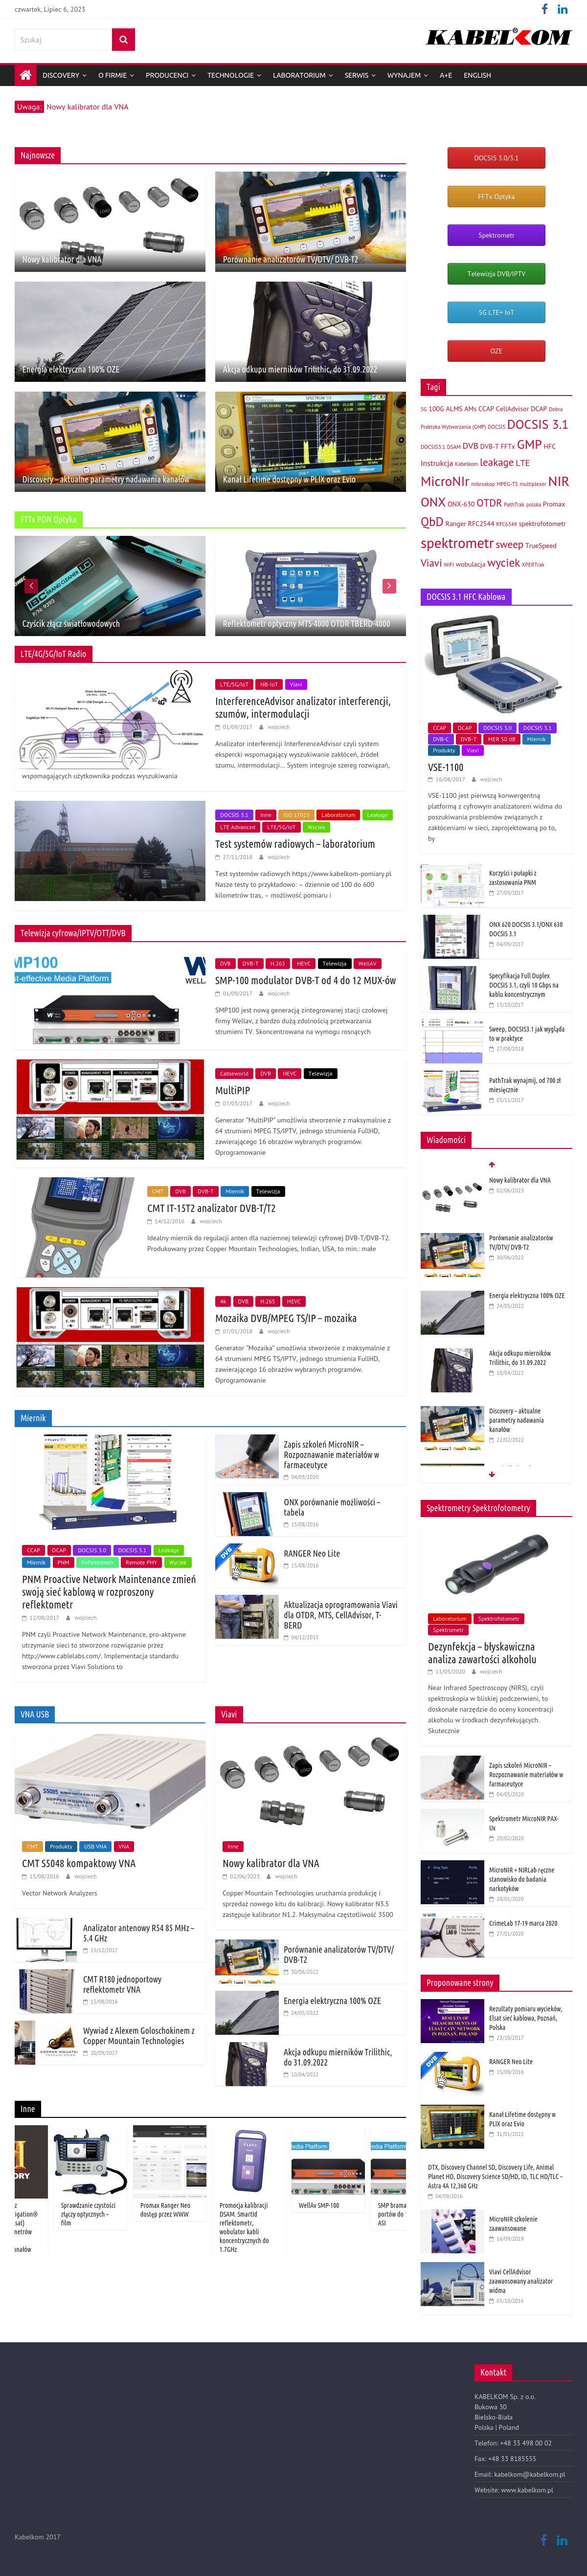 czwartek, Lipiec 6, 2023
Szukaj
KABELKOM
DISCOVERY O FIRMIE PRODUCENCI TECHNOLOGIE LABORATORIUM SERWIS WYNAJEM A+E ENGLISH
Uwaga: Nowy kalibrator dla VNA
Najnowsze
Nowy kalibrator dla VNA
Porównanie analizatorów TV/DTV/ DVB-T2
Energia elektryczna 100% OZE
Akcja odkupu mierników Trilithic, do 31.09.2022
Discovery – aktualne parametry nadawania kanałów
Kanał Lifetime dostępny w PLIX oraz Evio
FTTx PON Optyka
Czyścik złącz światłowodowych
Reflektometr optyczny MTS-4000 OTDR TBERD-4000
LTE/4G/5G/IoT Radio
wspomagających użytkownika podczas wyszukiwania
LTE/5G/IoT NB-IoT Viavi
InterferenceAdvisor analizator interferencji, szumów, intermodulacji
01/09/2017 wojciech
Analizator interferencji InterferenceAdvisor czyli system eksperci wspomagający wyszukiwanie zakłóceń, źródeł szumu, intermodulacji... System integruje szereg rozwiązań,
DOCSIS 3.1 Inne ISO 17025 Laboratorium Leakage
LTE Advanced LTE/5G/IoT Wyciek
Test systemów radiowych – laboratorium
27/11/2018 wojciech
Test systemów radiowych https://www.kabelkom-pomiary.pl Nasze testy to przykładowo: – dziennie od 100 do 600 kilometrów tras, – możliwość pomiaru i
Telewizja cyfrowa/IPTV/OTT/DVB
DVB DVB-T H.265 HEVC Telewizja WellAV
SMP-100 modulator DVB-T od 4 do 12 MUX-ów
01/09/2017 wojciech
SMP100 jest nową generacją zintegrowanej stacji czołowej firmy Wellav. z bardzo dużą zdolnością przetwarzania strumieni TV. Skoncentrowana na wymogu rosnących
Cableworld DVB HEVC Telewizja
MultiPIP
07/03/2017 wojciech
Generator "MultiPIP" umożliwia stworzenie z maksymalnie z 64 strumieni MPEG TS/IPTV, jednego strumienia FullHD, zawierającego 16 obrazów wybranych programów. Oprogramowanie
CMT DVB DVB-T Miernik Telewizja
CMT IT-15T2 analizator DVB-T/T2
14/12/2016 wojciech
Idealny miernik do regulacji anten dla naziemnej telewizji cyfrowej DVB-T/DVB-T2. Produkowany przez Copper Mountain Technologies, Indian, USA, to min.: małe
4k DVB H.265 HEVC
Mozaika DVB/MPEG TS/IP – mozaika
07/01/2018 wojciech
Generator "Mozaika" umożliwia stworzenie z maksymalnie z 64 strumieni MPEG TS/IPTV, jednego strumienia FullHD, zawierającego 16 obrazów wybranych programów. Oprogramowanie
Miernik
CCAP DCAP DOCSIS 3.0 DOCSIS 3.1 Leakage
Miernik PNM Reflektometr Remote PHY Wyciek
PNM Proactive Network Maintenance zmień swoją sieć kablową w rozproszony reflektometr
12/08/2017 wojciech
PNM czyli Proactive Network Maintenance, pro-aktywne utrzymanie sieci to stworzone rozwiązanie przez http://www.cablelabs.com/. Implementacja standardu stworzona przez Viavi Solutions to
Zapis szkoleń MicroNIR – Rozpoznawanie materiałów w farmaceutyce
04/05/2020
ONX porównanie możliwości – tabela
15/08/2016
RANGER Neo Lite
15/08/2016
Aktualizacja oprogramowania Viavi dla OTDR, MTS, CellAdvisor, T-BERD
04/12/2015
VNA USB
CMT Produkty USB VNA VNA
CMT S5048 kompaktowy VNA
15/08/2016 wojciech
Vector Network Analyzers
Analizator antenowy R54 85 MHz – 5.4 GHz
15/12/2017
CMT R180 jednoportowy reflektometr VNA
15/08/2016
Wywiad z Alexem Goloschokinem z Copper Mountain Technologies
20/09/2017
Viavi
Inne
Nowy kalibrator dla VNA
02/06/2023 wojciech
Copper Mountain Technologies uruchamia produkcję i sprzedaż nowego kitu do kalibracji. Nowy kalibrator N3.5 zastępuje kalibrator N1.2. Maksymalna częstotliwość 3500
Porównanie analizatorów TV/DTV/ DVB-T2
30/06/2022
Energia elektryczna 100% OZE
24/05/2022
Akcja odkupu mierników Trilithic, do 31.09.2022
10/04/2022
Inne
Sprawdzanie czystości złączy optycznych – film
Promax Ranger Neo dostęp przez WWW
Promocja kalibracji DSAM. SmartId reflektometr, wobulator kabli koncentrycznych do 1.7GHz
WellAv SMP-100
DOCSIS 3.0/3.1
FFTx Optyka
Spektrometr
Telewizja DVB/IPTV
5G LTE+ IoT
OZE
Tagi
5G 100G ALM5 AMs CCAP CellAdvisor DCAP Dobra Praktyka Wytwarzania (GMP) DOCSIS DOCSIS 3.1 DOCSIS3.1 DSAM DVB DVB-T FFTx GMP HFC Instrukcja Kabelkom leakage LTE MicroNIr mikroskop MPEG-TS multiplexer NIR ONX ONX-630 OTDR PathTrak polska Promax QbD Ranger RFC2544 RFC6349 spektrofotometr spektrometr sweep TrueSpeed Viavi WiFi wobulacja wyciek XPERTrak
DOCSIS 3.1 HFC Kablowa
CCAP DCAP DOCSIS 3.0 DOCSIS 3.1
DVB-C DVB-T MER 50 dB Miernik
Produkty Viavi
VSE-1100
16/08/2017 wojciech
VSE-1100 jest pierwszą konwergentną platformą z cyfrowym analizatorem widma do wyszukiwania problemów związanych z zakłóceniami w sieci, zaprojektowaną po to, by
Korzyści i pułapki z zastosowania PNM
27/09/2017
ONX 620 DOCSIS 3.1/ONX 630 DOCSIS 3.1
04/09/2017
Specyfikacja Full Duplex DOCSIS 3.1, czyli 10 Gbps na kablu koncentrycznym
13/10/2017
Sweep, DOCSIS3.1 jak wygląda to w praktyce
27/08/2018
PathTrak wynajmij, od 700 zł miesięcznie
03/11/2017
Wiadomości
Nowy kalibrator dla VNA
02/06/2023
Porównanie analizatorów TV/DTV/ DVB-T2
30/06/2022
Energia elektryczna 100% OZE
24/05/2022
Akcja odkupu mierników Trilithic, do 31.09.2022
10/04/2022
Discovery – aktualne parametry nadawania kanałów
22/02/2022
Spektrometry Spektrofotometry
Laboratorium Spektrofotometr
Spektrometr
Dezynfekcja – błyskawiczna analiza zawartości alkoholu
11/05/2020 wojciech
Near Infrared Spectroscopy (NIRS), czyli spektroskopia w bliskiej podczerwieni, to doskonałe narzędzie do oceny koncentracji alkoholu w środkach dezynfekujących. Skutecznie
Zapis szkoleń MicroNIR – Rozpoznawanie materiałów w farmaceutyce
04/05/2020
Spektrometr MicroNIR PAX-Ux
20/02/2020
MicroNIR + NIRLab ręczne stanowisko do badania narkotyków
28/01/2020
CrimeLab 17-19 marca 2020
27/01/2020
Proponowane strony
Rezultaty pomiaru wycieków, Elsat sieć kablowa, Poznań, Polska
23/10/2017
RANGER Neo Lite
15/08/2016
Kanał Lifetime dostępny w PLIX oraz Evio
31/01/2022
DTX, Discovery Channel SD, Discovery Life, Animal Planet HD, Discovery Science SD/HD, ID, TLC HD/TLC – Astra 4A 12,360 GHz
04/09/2016
MicroNIR szkolenie zaawansowane
16/09/2019
Viavi CellAdvisor zaawansowany analizator widma
03/10/2016
Kontakt
KABELKOM Sp. z o.o.
Bukowa 30
Bielsko-Biała
Polska | Poland
Telefon: +48 33 498 00 02
Fax: +48 33 8185555
Email: kabelkom@kabelkom.pl
Website: www.kabelkom.pl
Kabelkom 2017